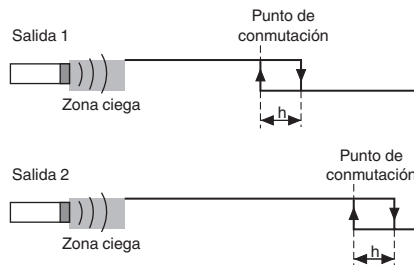 Punto de
conmutación
Salida 1
Zona ciega
h
Punto de
conmutación
Salida 2
Zona ciega
h